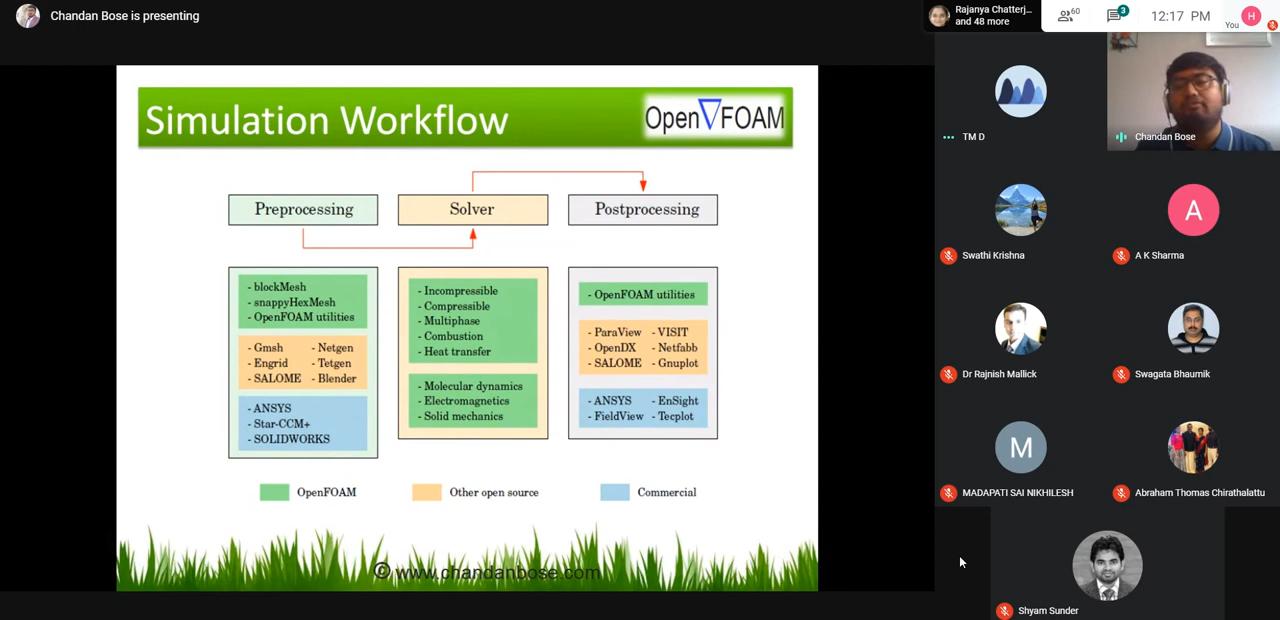 Chandan Bose is presenting
Rajanya Chatterj...
and 48 more
60
3
12:17 PM
You
H
Simulation Workflow
Open∇FOAM
Preprocessing
Solver
Postprocessing
- blockMesh
- snappyHexMesh
- OpenFOAM utilities
- Gmsh - Netgen
- Engrid - Tetgen
- SALOME - Blender
- ANSYS
- Star-CCM+
- SOLIDWORKS
- Incompressible
- Compressible
- Multiphase
- Combustion
- Heat transfer
- Molecular dynamics
- Electromagnetics
- Solid mechanics
- OpenFOAM utilities
- ParaView - VISIT
- OpenDX - Netfabb
- SALOME - Gnuplot
- ANSYS - EnSight
- FieldView - Tecplot
OpenFOAM
Other open source
Commercial
© www.chandanbose.com
TM D
Chandan Bose
Swathi Krishna
A
A K Sharma
Dr Rajnish Mallick
Swagata Bhaumik
M
MADAPATI SAI NIKHILESH
Abraham Thomas Chirathalattu
Shyam Sunder